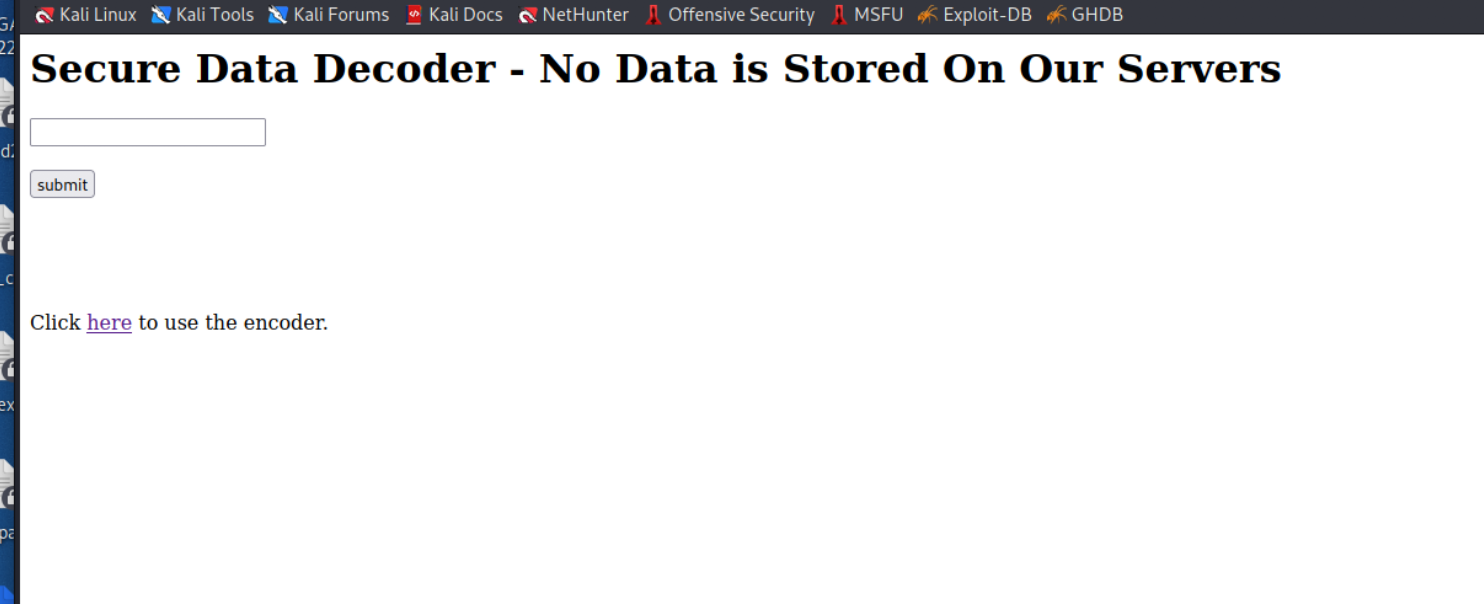 Kali Linux Kali Tools Kali Forums Kali Docs NetHunter Offensive Security MSFU Exploit-DB GHDB
Secure Data Decoder - No Data is Stored On Our Servers
submit
Click here to use the encoder.